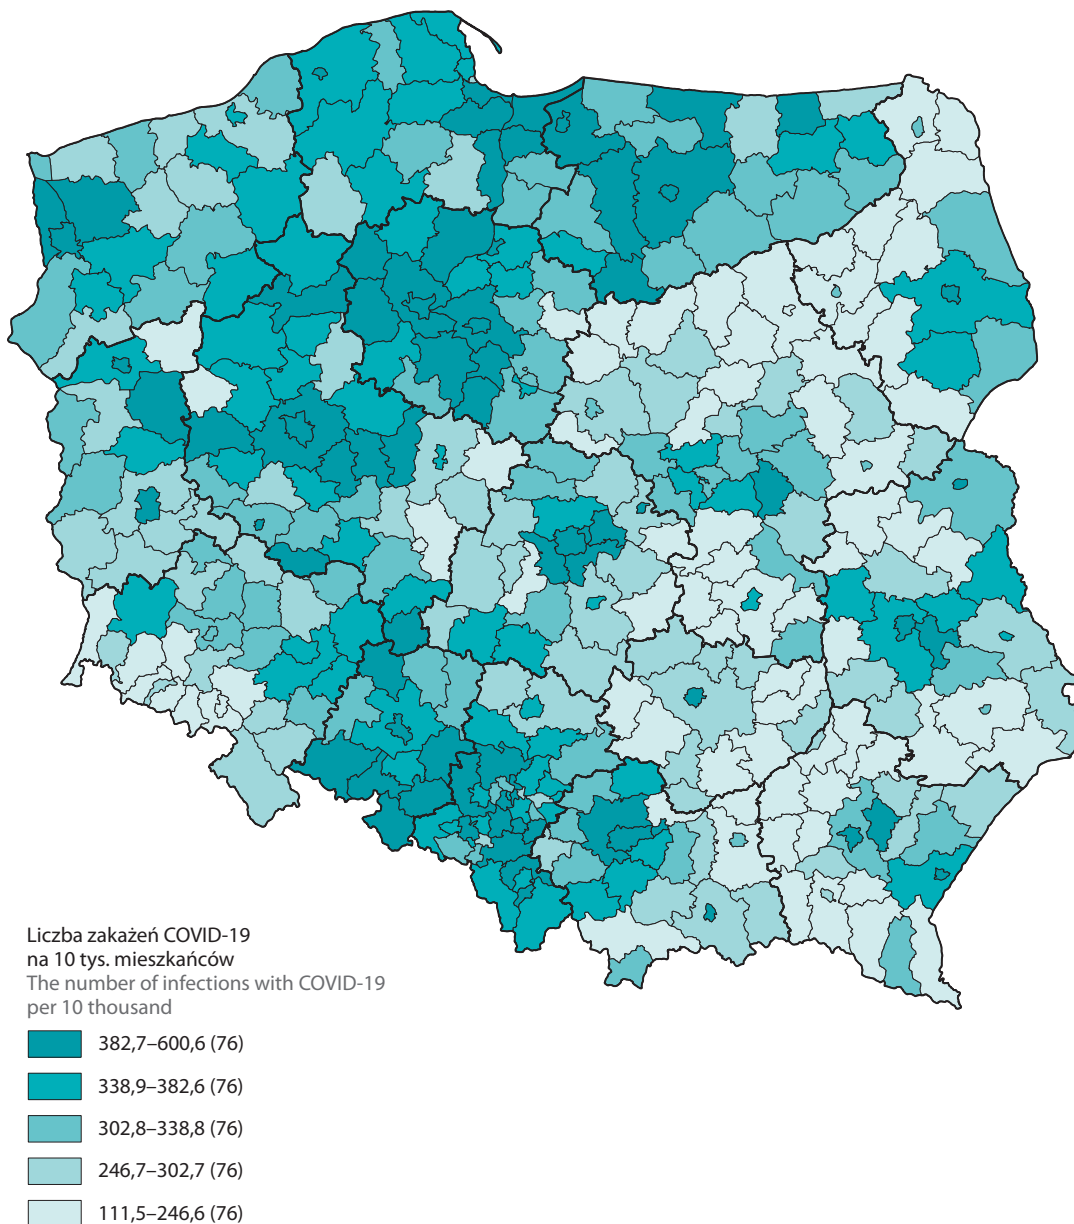 Liczba zakażeń COVID-19
na 10 tys. mieszkańców
The number of infections with COVID-19
per 10 thousand
382,7–600,6 (76)
338,9–382,6 (76)
302,8–338,8 (76)
246,7–302,7 (76)
111,5–246,6 (76)